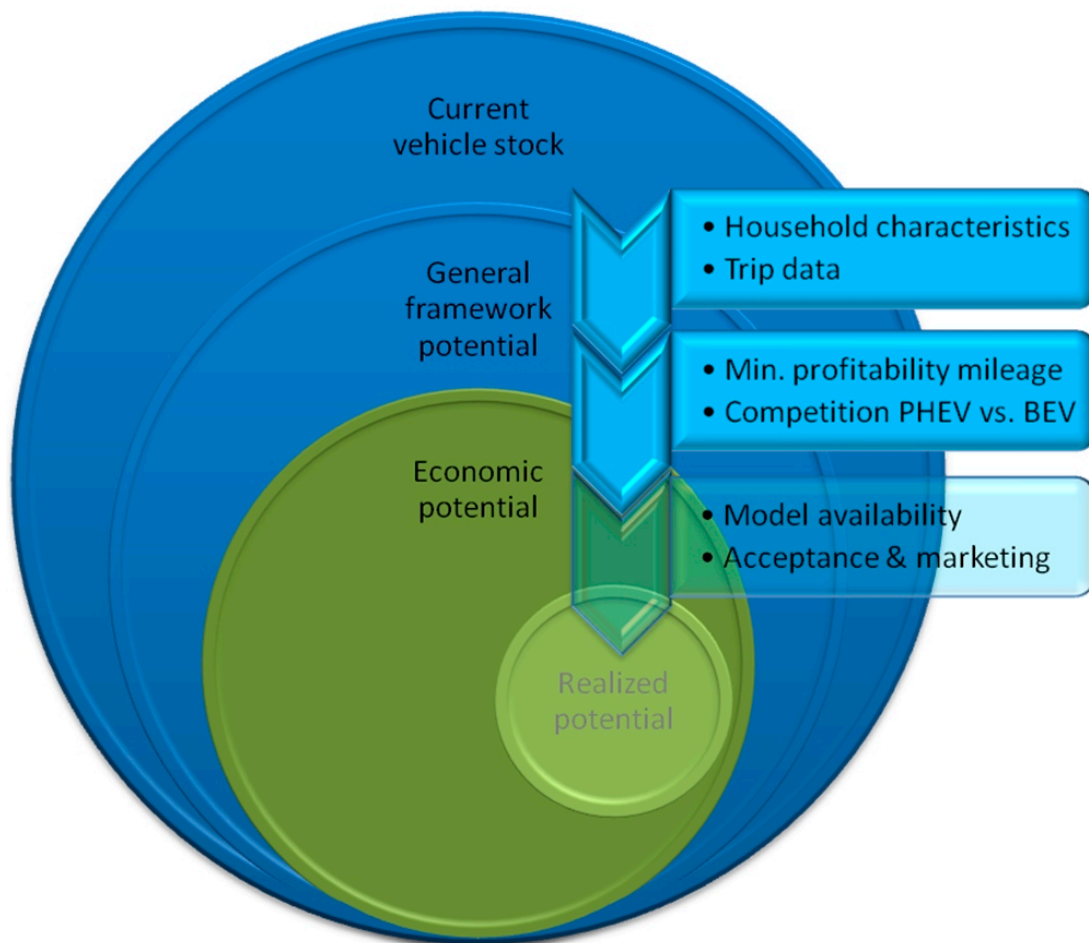 Current
vehicle stock
• Household characteristics
• Trip data
General
framework
potential
• Min. profitability mileage
• Competition PHEV vs. BEV
Economic
potential
• Model availability
• Acceptance & marketing
Realized
potential